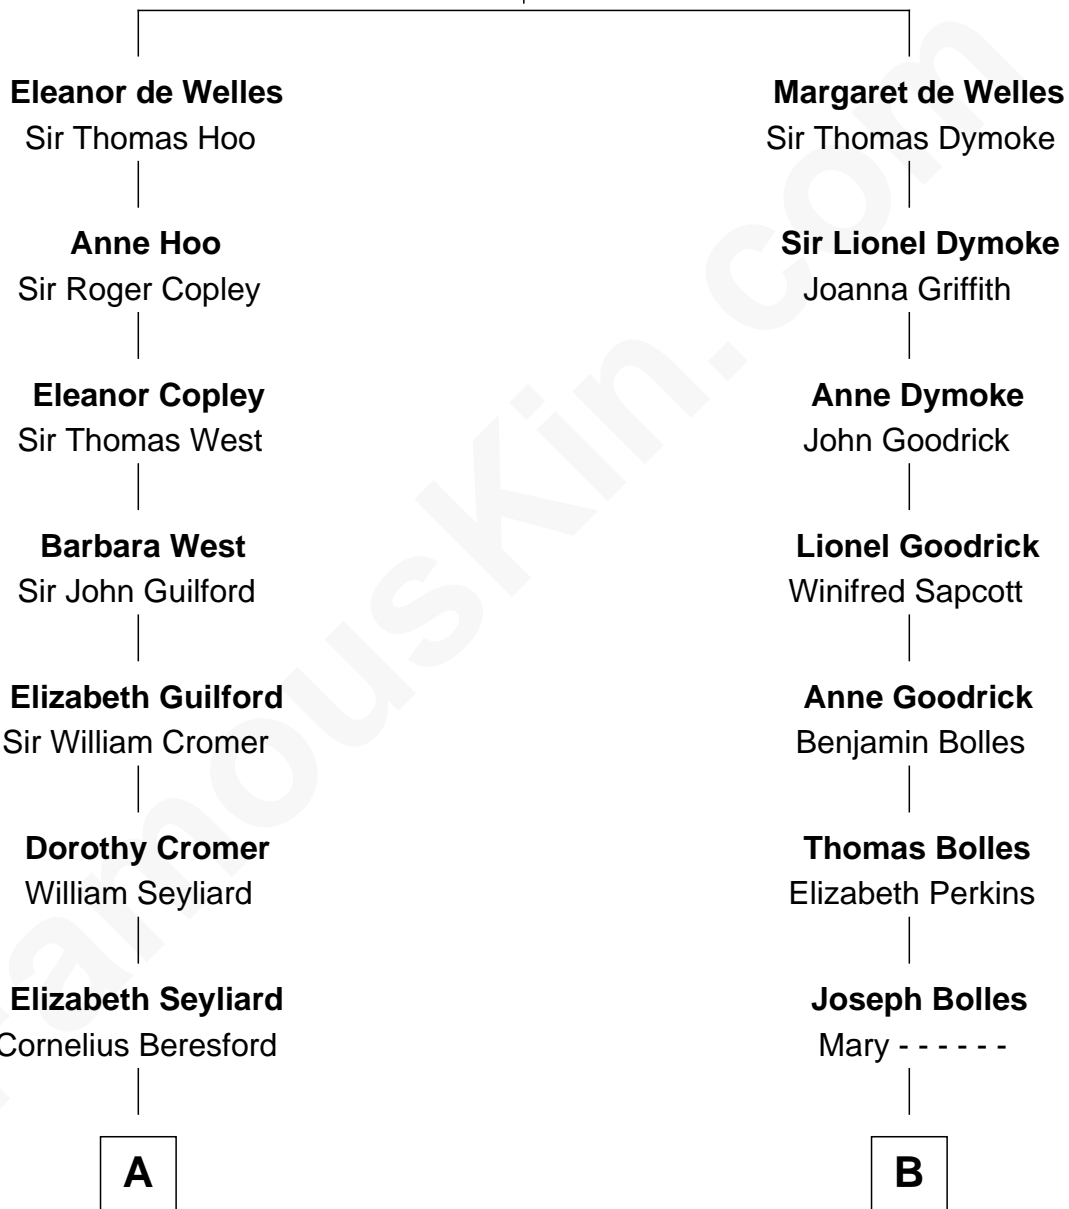 Eleanor de Welles
Sir Thomas Hoo
Anne Hoo
Sir Roger Copley
Eleanor Copley
Sir Thomas West
Barbara West
Sir John Guilford
Elizabeth Guilford
Sir William Cromer
Dorothy Cromer
William Seyliard
Elizabeth Seyliard
Cornelius Beresford
A
Margaret de Welles
Sir Thomas Dymoke
Sir Lionel Dymoke
Joanna Griffith
Anne Dymoke
John Goodrick
Lionel Goodrick
Winifred Sapcott
Anne Goodrick
Benjamin Bolles
Thomas Bolles
Elizabeth Perkins
Joseph Bolles
Mary - - - - - -
B
FamousKin.com